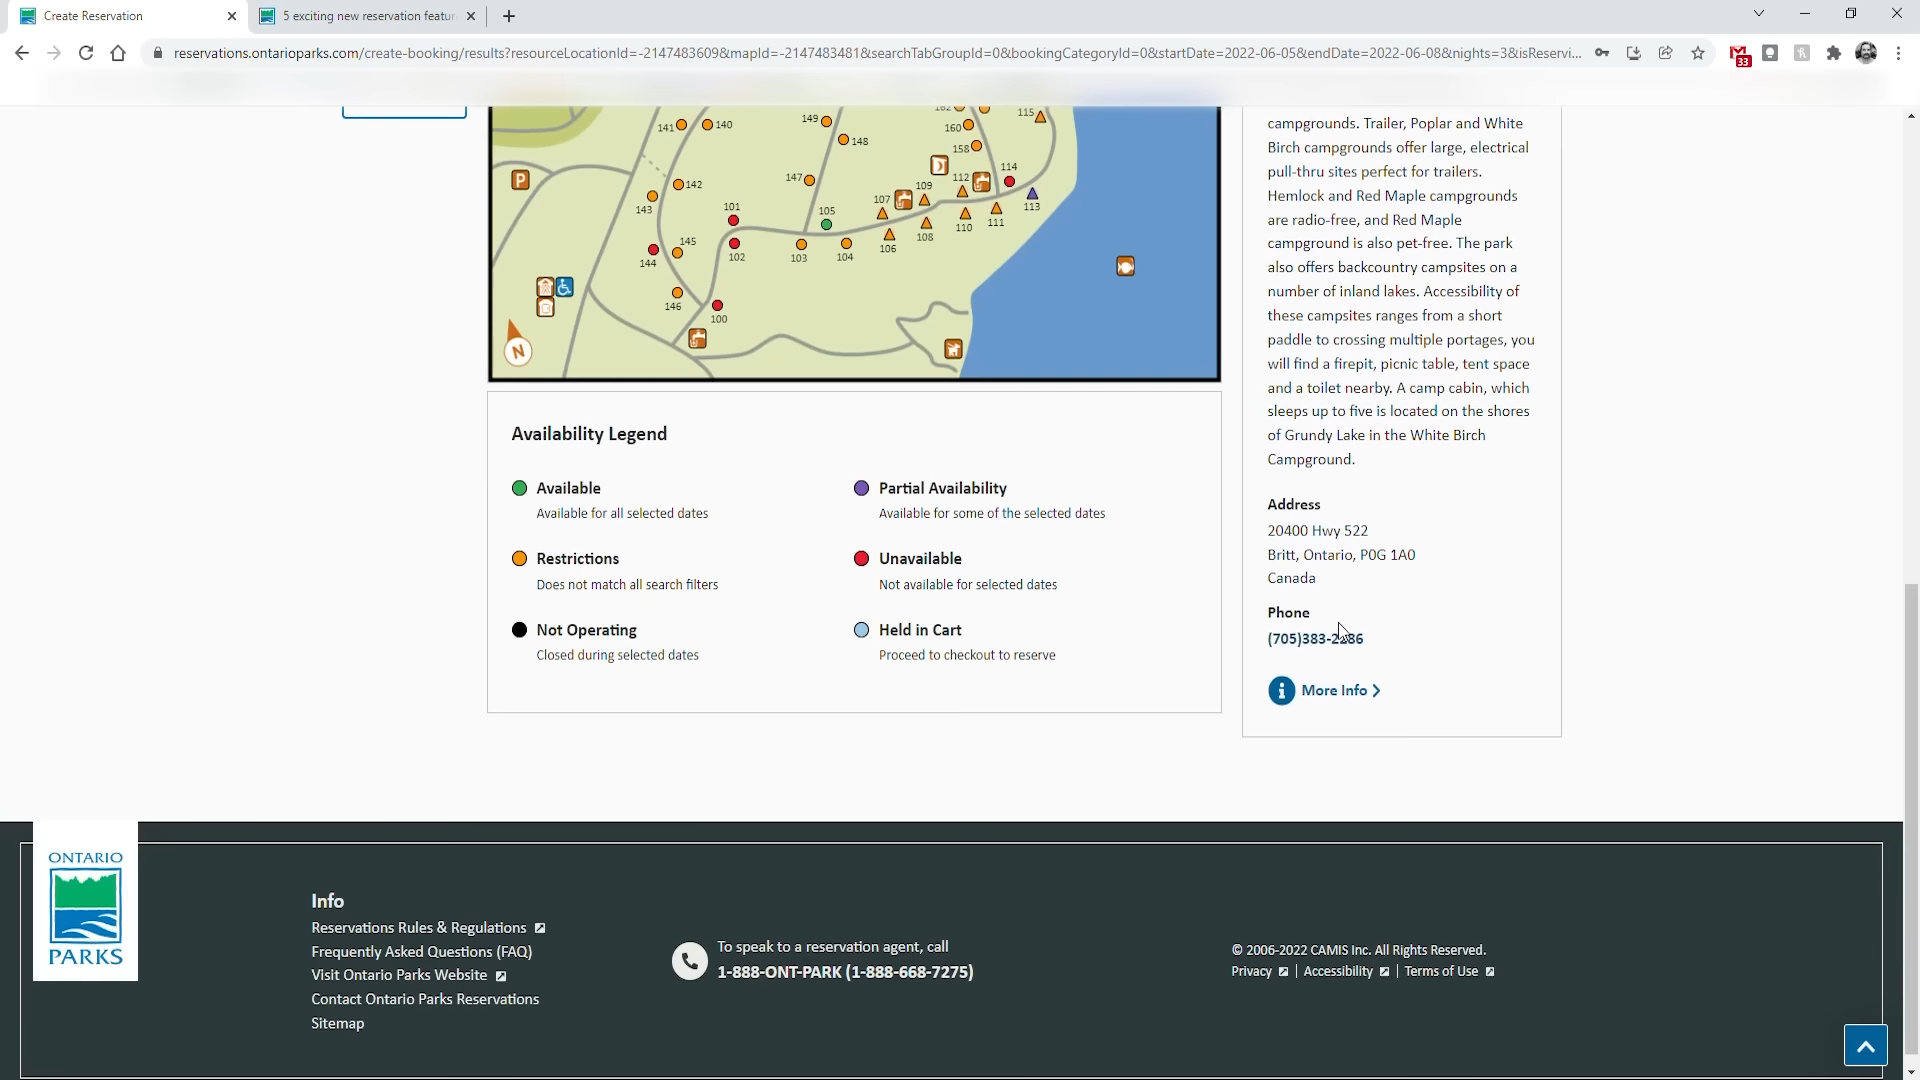 Create Reservation
5 exciting new reservation featur
reservations.ontarioparks.com/create-booking/results?resourceLocationId=-2147483609&mapId=-2147483481&searchTabGroupId=0&bookingCategoryId=0&startDate=2022-06-05&endDate=2022-06-08&nights=3&isReservi...
33
162
115
141
140
149
160
148
158
114
P
142
147
112
109
107
143
101
105
113
111
110
108
106
145
102
103
104
144
146
100
N
campgrounds. Trailer, Poplar and White
Birch campgrounds offer large, electrical
pull-thru sites perfect for trailers.
Hemlock and Red Maple campgrounds
are radio-free, and Red Maple
campground is also pet-free. The park
also offers backcountry campsites on a
number of inland lakes. Accessibility of
these campsites ranges from a short
paddle to crossing multiple portages, you
will find a firepit, picnic table, tent space
and a toilet nearby. A camp cabin, which
sleeps up to five is located on the shores
of Grundy Lake in the White Birch
Campground.
Address
20400 Hwy 522
Britt, Ontario, P0G 1A0
Canada
Phone
(705)383-2286
More Info
Availability Legend
Available
Available for all selected dates
Partial Availability
Available for some of the selected dates
Restrictions
Does not match all search filters
Unavailable
Not available for selected dates
Not Operating
Closed during selected dates
Held in Cart
Proceed to checkout to reserve
ONTARIO
PARKS
Info
Reservations Rules & Regulations
Frequently Asked Questions (FAQ)
Visit Ontario Parks Website
Contact Ontario Parks Reservations
Sitemap
To speak to a reservation agent, call
1-888-ONT-PARK (1-888-668-7275)
© 2006-2022 CAMIS Inc. All Rights Reserved.
Privacy | Accessibility | Terms of Use